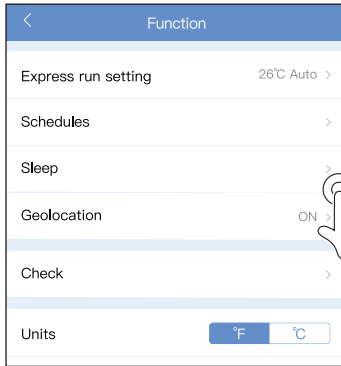 Function
Express run setting 26℃ Auto
Schedules
Sleep
Geolocation ON
Check
Units ℉ ℃